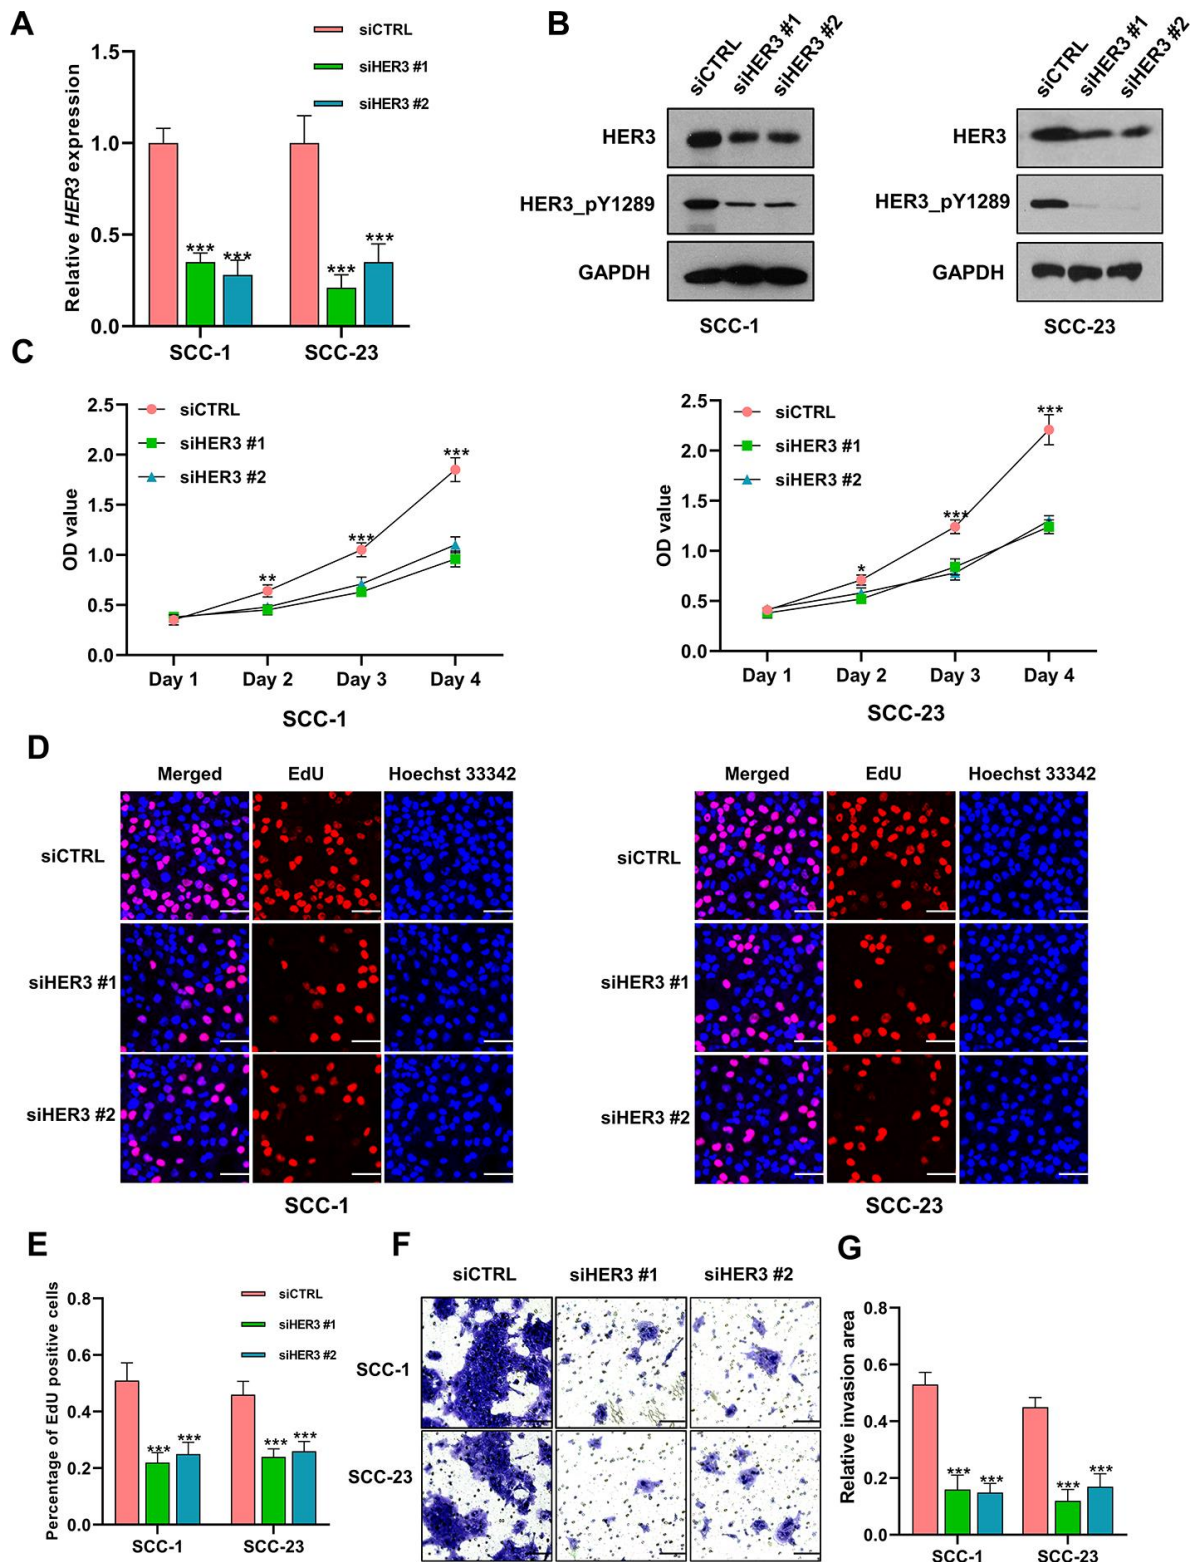 A
siCTRL
siHER3 #1
siHER3 #2
Relative HER3 expression
1.5
1.0
0.5
0.0
***
***
***
***
SCC-1
SCC-23
B
siCTRL
siHER3 #1
siHER3 #2
HER3
HER3_pY1289
GAPDH
SCC-1
siCTRL
siHER3 #1
siHER3 #2
HER3
HER3_pY1289
GAPDH
SCC-23
C
siCTRL
siHER3 #1
siHER3 #2
OD value
2.5
2.0
1.5
1.0
0.5
0.0
**
***
***
Day 1
Day 2
Day 3
Day 4
SCC-1
siCTRL
siHER3 #1
siHER3 #2
OD value
2.5
2.0
1.5
1.0
0.5
0.0
*
***
***
Day 1
Day 2
Day 3
Day 4
SCC-23
D
Merged
EdU
Hoechst 33342
siCTRL
siHER3 #1
siHER3 #2
SCC-1
Merged
EdU
Hoechst 33342
siCTRL
siHER3 #1
siHER3 #2
SCC-23
E
siCTRL
siHER3 #1
siHER3 #2
Percentage of EdU positive cells
0.8
0.6
0.4
0.2
0.0
***
***
***
***
SCC-1
SCC-23
F
siCTRL
siHER3 #1
siHER3 #2
SCC-1
SCC-23
G
Relative invasion area
0.8
0.6
0.4
0.2
0.0
***
***
***
***
SCC-1
SCC-23